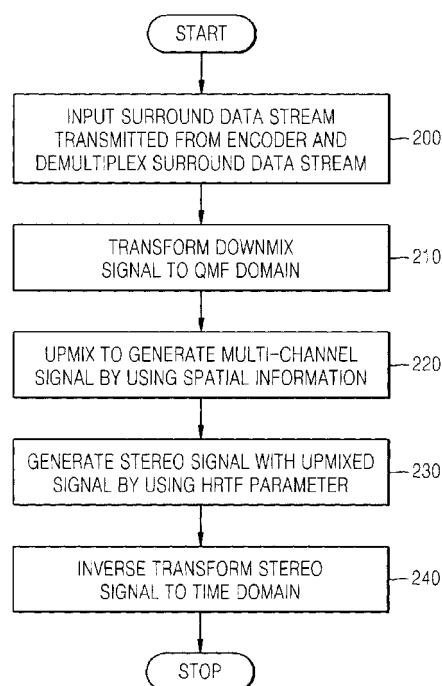 START
INPUT SURROUND DATA STREAM
TRANSMITTED FROM ENCODER AND
DEMULTIPLEX SURROUND DATA STREAM
200
TRANSFORM DOWNMIX
SIGNAL TO QMF DOMAIN
210
UPMIX TO GENERATE MULTI-CHANNEL
SIGNAL BY USING SPATIAL INFORMATION
220
GENERATE STEREO SIGNAL WITH UPMIXED
SIGNAL BY USING HRTF PARAMETER
230
INVERSE TRANSFORM STEREO
SIGNAL TO TIME DOMAIN
240
STOP